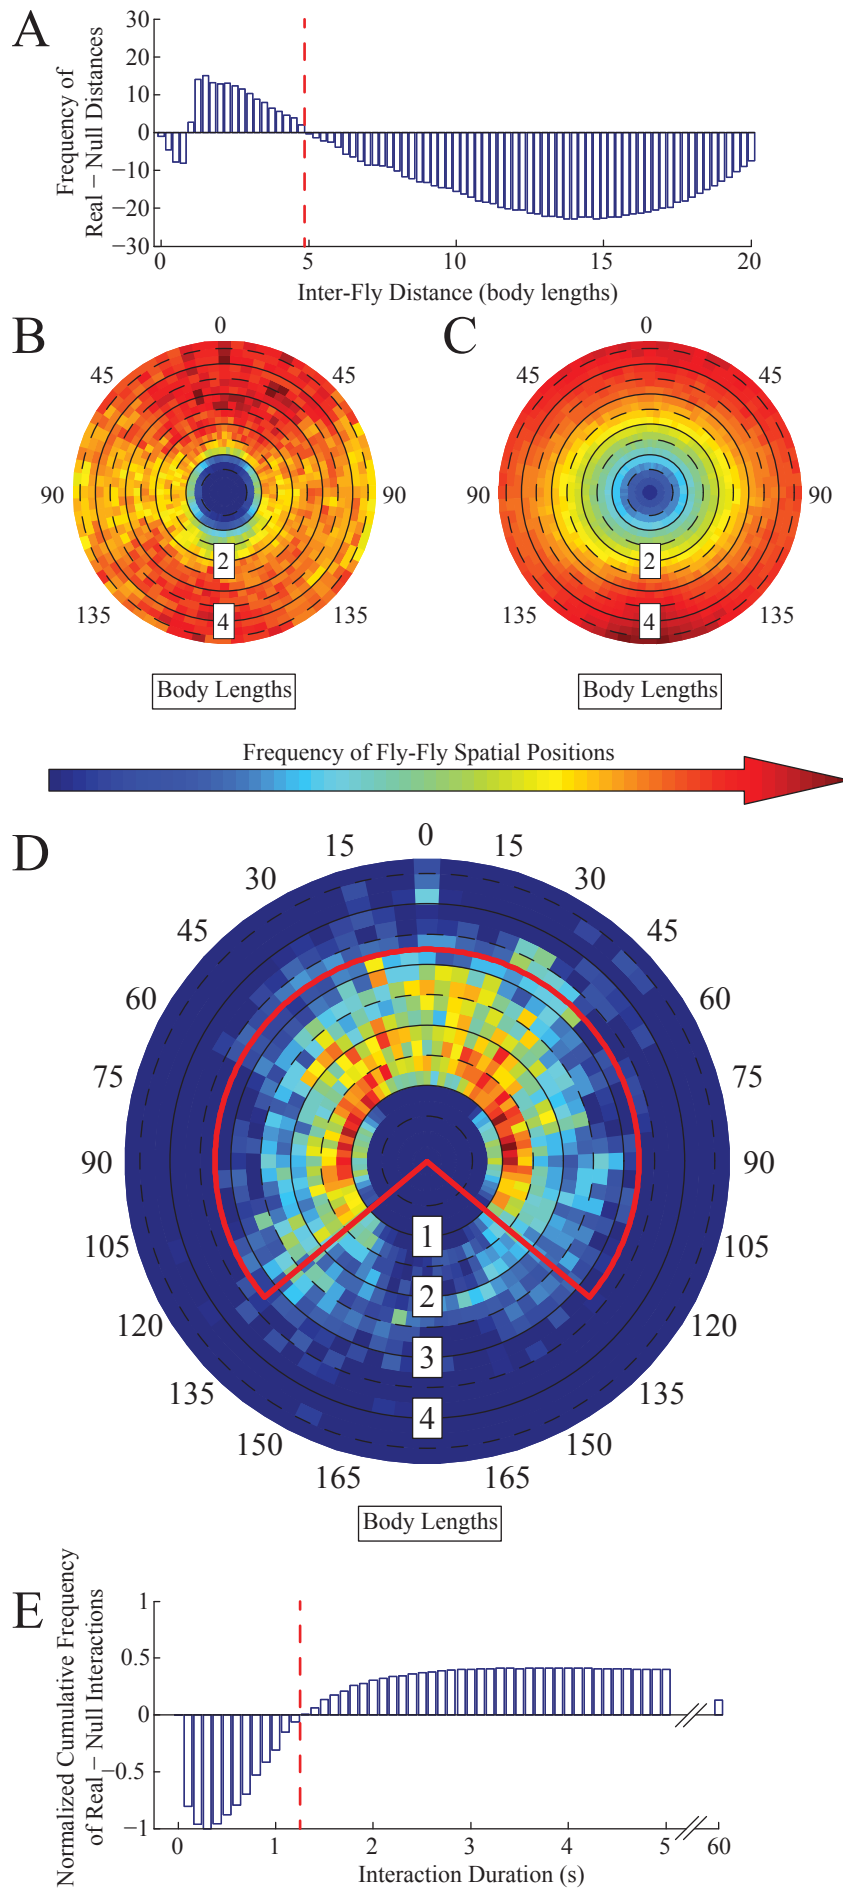 A
Frequency of
Real − Null Distances
30
20
10
0
−10
−20
−30
0 5 10 15 20
Inter-Fly Distance (body lengths)
B
0
45 45
90 90
2
135 4 135
Body Lengths
C
0
45 45
90 90
2
135 4 135
Body Lengths
Frequency of Fly-Fly Spatial Positions
D
0
15 15
30 30
45 45
60 60
75 75
90 90
105 105
120 120
135 135
150 150
165 165
1
2
3
4
Body Lengths
E
Normalized Cumulative Frequency
of Real − Null Interactions
1
0.5
0
−0.5
−1
0 1 2 3 4 5 60
Interaction Duration (s)